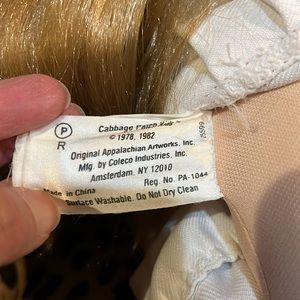 P
R
Cabbage Patch Kids ™
© 1978, 1982
Original Appalachian Artworks. Inc.
Mfg. by Coleco Industries. Inc.
Amsterdam. NY 12010
Made in China
Reg. No. PA-1044
Surface Washable. Do Not Dry Clean